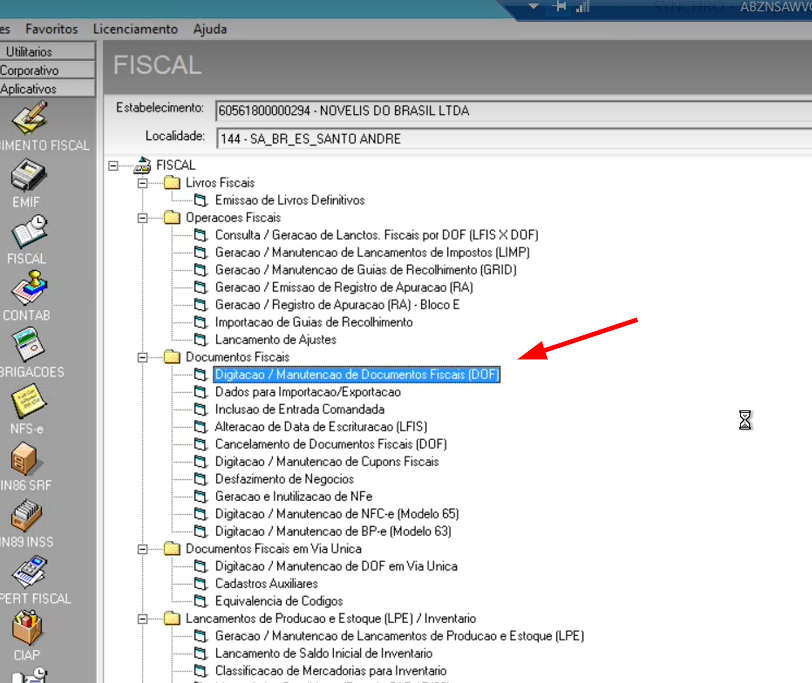 SYNCHRO - ABZNSAWVC
es Favoritos Licenciamento Ajuda
Utilitarios
Corporativo
Aplicativos
IMENTO FISCAL
EMIF
FISCAL
CONTAB
BRIGACOES
NFS-e
IN86 SRF
IN89 INSS
PERT FISCAL
CIAP
FISCAL
Estabelecimento: 60561800000294 - NOVELIS DO BRASIL LTDA
Localidade: 144 - SA_BR_ES_SANTO ANDRE
FISCAL
Livros Fiscais
Emissao de Livros Definitivos
Operacoes Fiscais
Consulta / Geracao de Lanctos. Fiscais por DOF (LFIS X DOF)
Geracao / Manutencao de Lancamentos de Impostos (LIMP)
Geracao / Manutencao de Guias de Recolhimento (GRID)
Geracao / Emissao de Registro de Apuracao (RA)
Geracao / Registro de Apuracao (RA) - Bloco E
Importacao de Guias de Recolhimento
Lancamento de Ajustes
Documentos Fiscais
Digitacao / Manutencao de Documentos Fiscais (DOF)
Dados para Importacao/Exportacao
Inclusao de Entrada Comandada
Alteracao de Data de Escrituracao (LFIS)
Cancelamento de Documentos Fiscais (DOF)
Digitacao / Manutencao de Cupons Fiscais
Desfazimento de Negocios
Geracao e Inutilizacao de NFe
Digitacao / Manutencao de NFC-e (Modelo 65)
Digitacao / Manutencao de BP-e (Modelo 63)
Documentos Fiscais em Via Unica
Digitacao / Manutencao de DOF em Via Unica
Cadastros Auxiliares
Equivalencia de Codigos
Lancamentos de Producao e Estoque (LPE) / Inventario
Geracao / Manutencao de Lancamentos de Producao e Estoque (LPE)
Lancamento de Saldo Inicial de Inventario
Classificacao de Mercadorias para Inventario